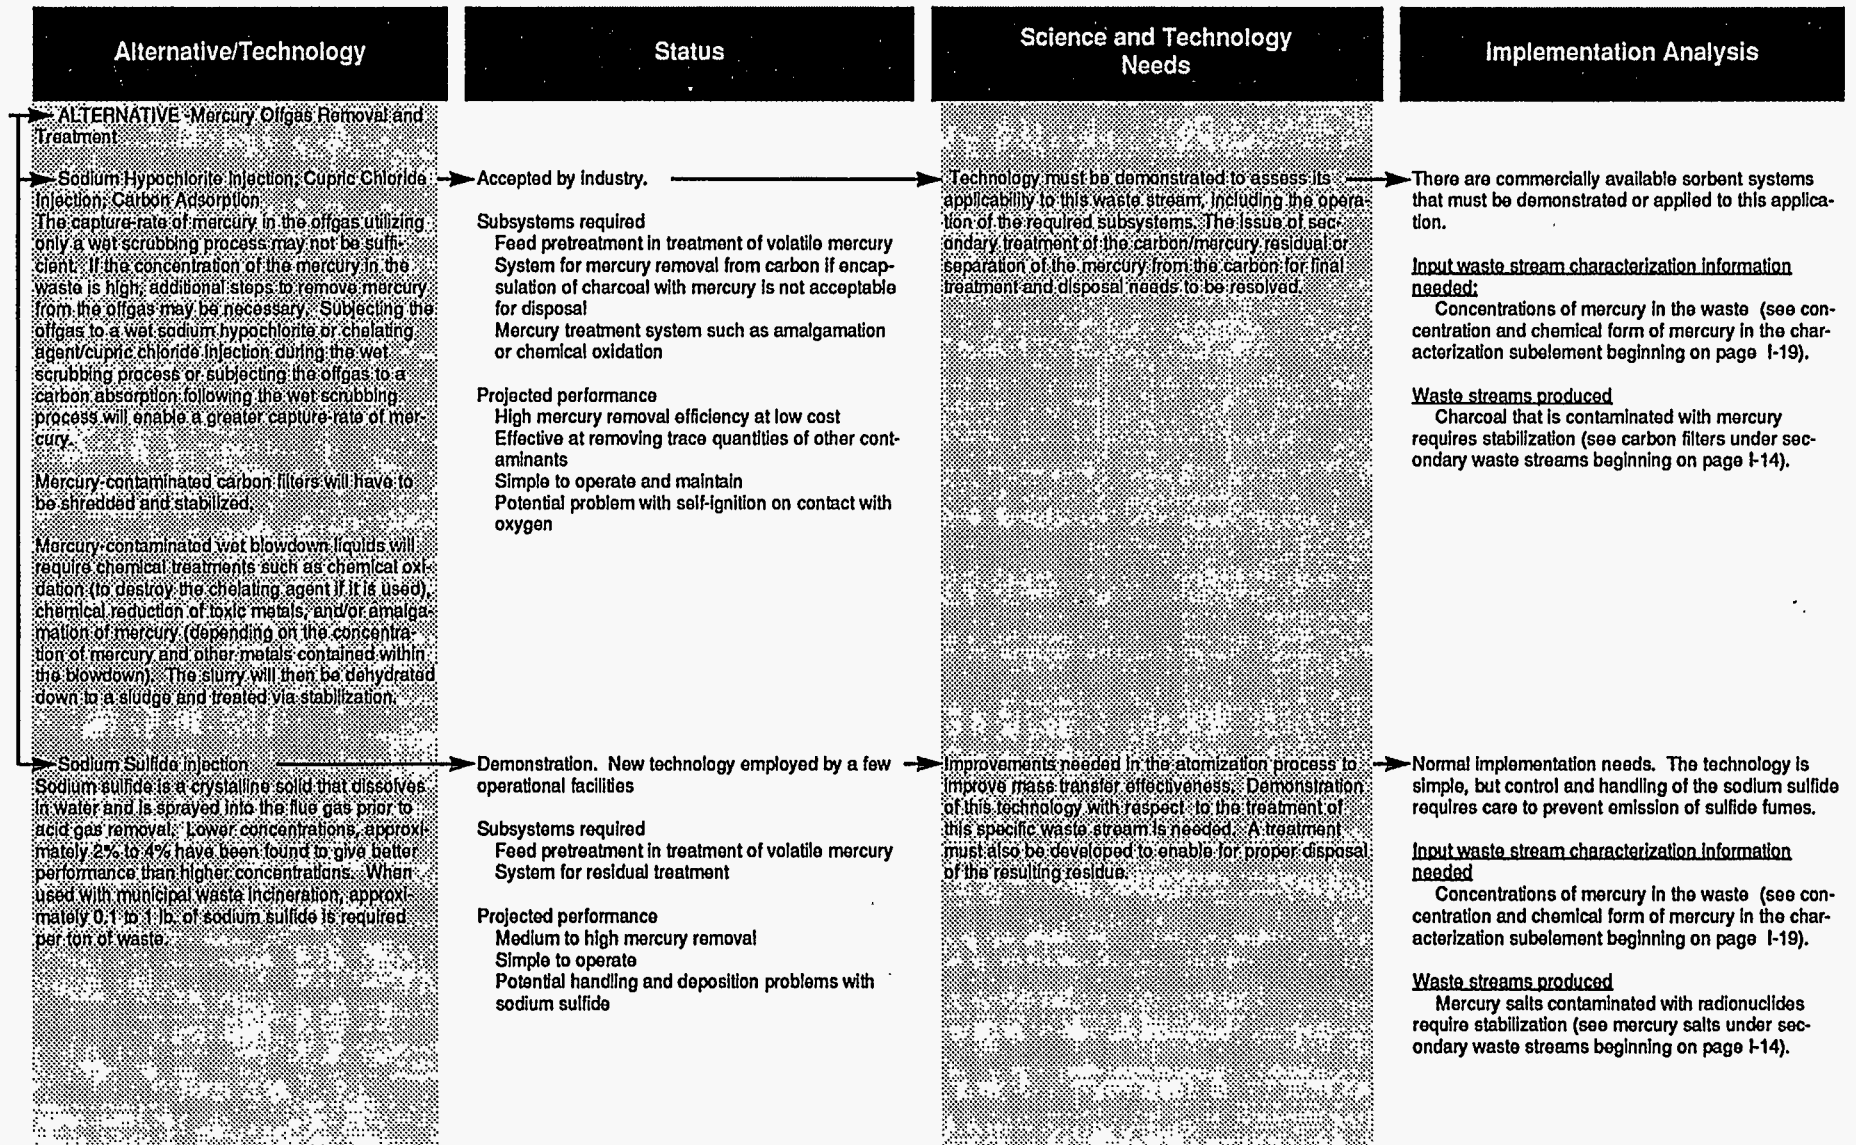 Alternative/Technology
Status
Science and Technology
Needs
Implementation Analysis
ALTERNATIVE -Mercury Offgas Removal and
Treatment
Sodium Hypochlorite Injection; Cupric Chloride
Injection; Carbon Adsorption
The capture-rate of mercury in the offgas utilizing
only a wet scrubbing process may not be suffi-
cient. If the concentration of the mercury in the
waste is high, additional steps to remove mercury
from the offgas may be necessary. Subjecting the
offgas to a wet sodium hypochlorite or chelating
agent/cupric chloride injection during the wet
scrubbing process or subjecting the offgas to a
carbon absorption following the wet scrubbing
process will enable a greater capture-rate of mer-
cury.
Mercury-contaminated carbon filters will have to
be shredded and stabilized.
Mercury-contaminated wet blowdown liquids will
require chemical treatments such as chemical oxi-
dation (to destroy the chelating agent if it is used),
chemical reduction of toxic metals, and/or amalga-
mation of mercury (depending on the concentra-
tion of mercury and other metals contained within
the blowdown). The slurry will then be dehydrated
down to a sludge and treated via stabilization.
Accepted by industry.
Subsystems required
Feed pretreatment in treatment of volatile mercury
System for mercury removal from carbon if encap-
sulation of charcoal with mercury is not acceptable
for disposal
Mercury treatment system such as amalgamation
or chemical oxidation
Projected performance
High mercury removal efficiency at low cost
Effective at removing trace quantities of other cont-
aminants
Simple to operate and maintain
Potential problem with self-ignition on contact with
oxygen
Technology must be demonstrated to assess its
applicability to this waste stream, including the opera-
tion of the required subsystems. The issue of sec-
ondary treatment of the carbon/mercury residual or
separation of the mercury from the carbon for final
treatment and disposal needs to be resolved.
There are commercially available sorbent systems
that must be demonstrated or applied to this applica-
tion.
Input waste stream characterization information
needed:
Concentrations of mercury in the waste (see con-
centration and chemical form of mercury in the char-
acterization subelement beginning on page I-19).
Waste streams produced
Charcoal that is contaminated with mercury
requires stabilization (see carbon filters under sec-
ondary waste streams beginning on page I-14).
Sodium Sulfide injection
Sodium sulfide is a crystalline solid that dissolves
in water and is sprayed into the flue gas prior to
acid gas removal. Lower concentrations, approxi-
mately 2% to 4% have been found to give better
performance than higher concentrations. When
used with municipal waste incineration, approxi-
mately 0.1 to 1 lb. of sodium sulfide is required
per ton of waste.
Demonstration. New technology employed by a few
operational facilities
Subsystems required
Feed pretreatment in treatment of volatile mercury
System for residual treatment
Projected performance
Medium to high mercury removal
Simple to operate
Potential handling and deposition problems with
sodium sulfide
Improvements needed in the atomization process to
improve mass transfer effectiveness. Demonstration
of this technology with respect to the treatment of
this specific waste stream is needed. A treatment
must also be developed to enable for proper disposal
of the resulting residue.
Normal implementation needs. The technology is
simple, but control and handling of the sodium sulfide
requires care to prevent emission of sulfide fumes.
Input waste stream characterization information
needed
Concentrations of mercury in the waste (see con-
centration and chemical form of mercury in the char-
acterization subelement beginning on page I-19).
Waste streams produced
Mercury salts contaminated with radionuclides
require stabilization (see mercury salts under sec-
ondary waste streams beginning on page I-14).